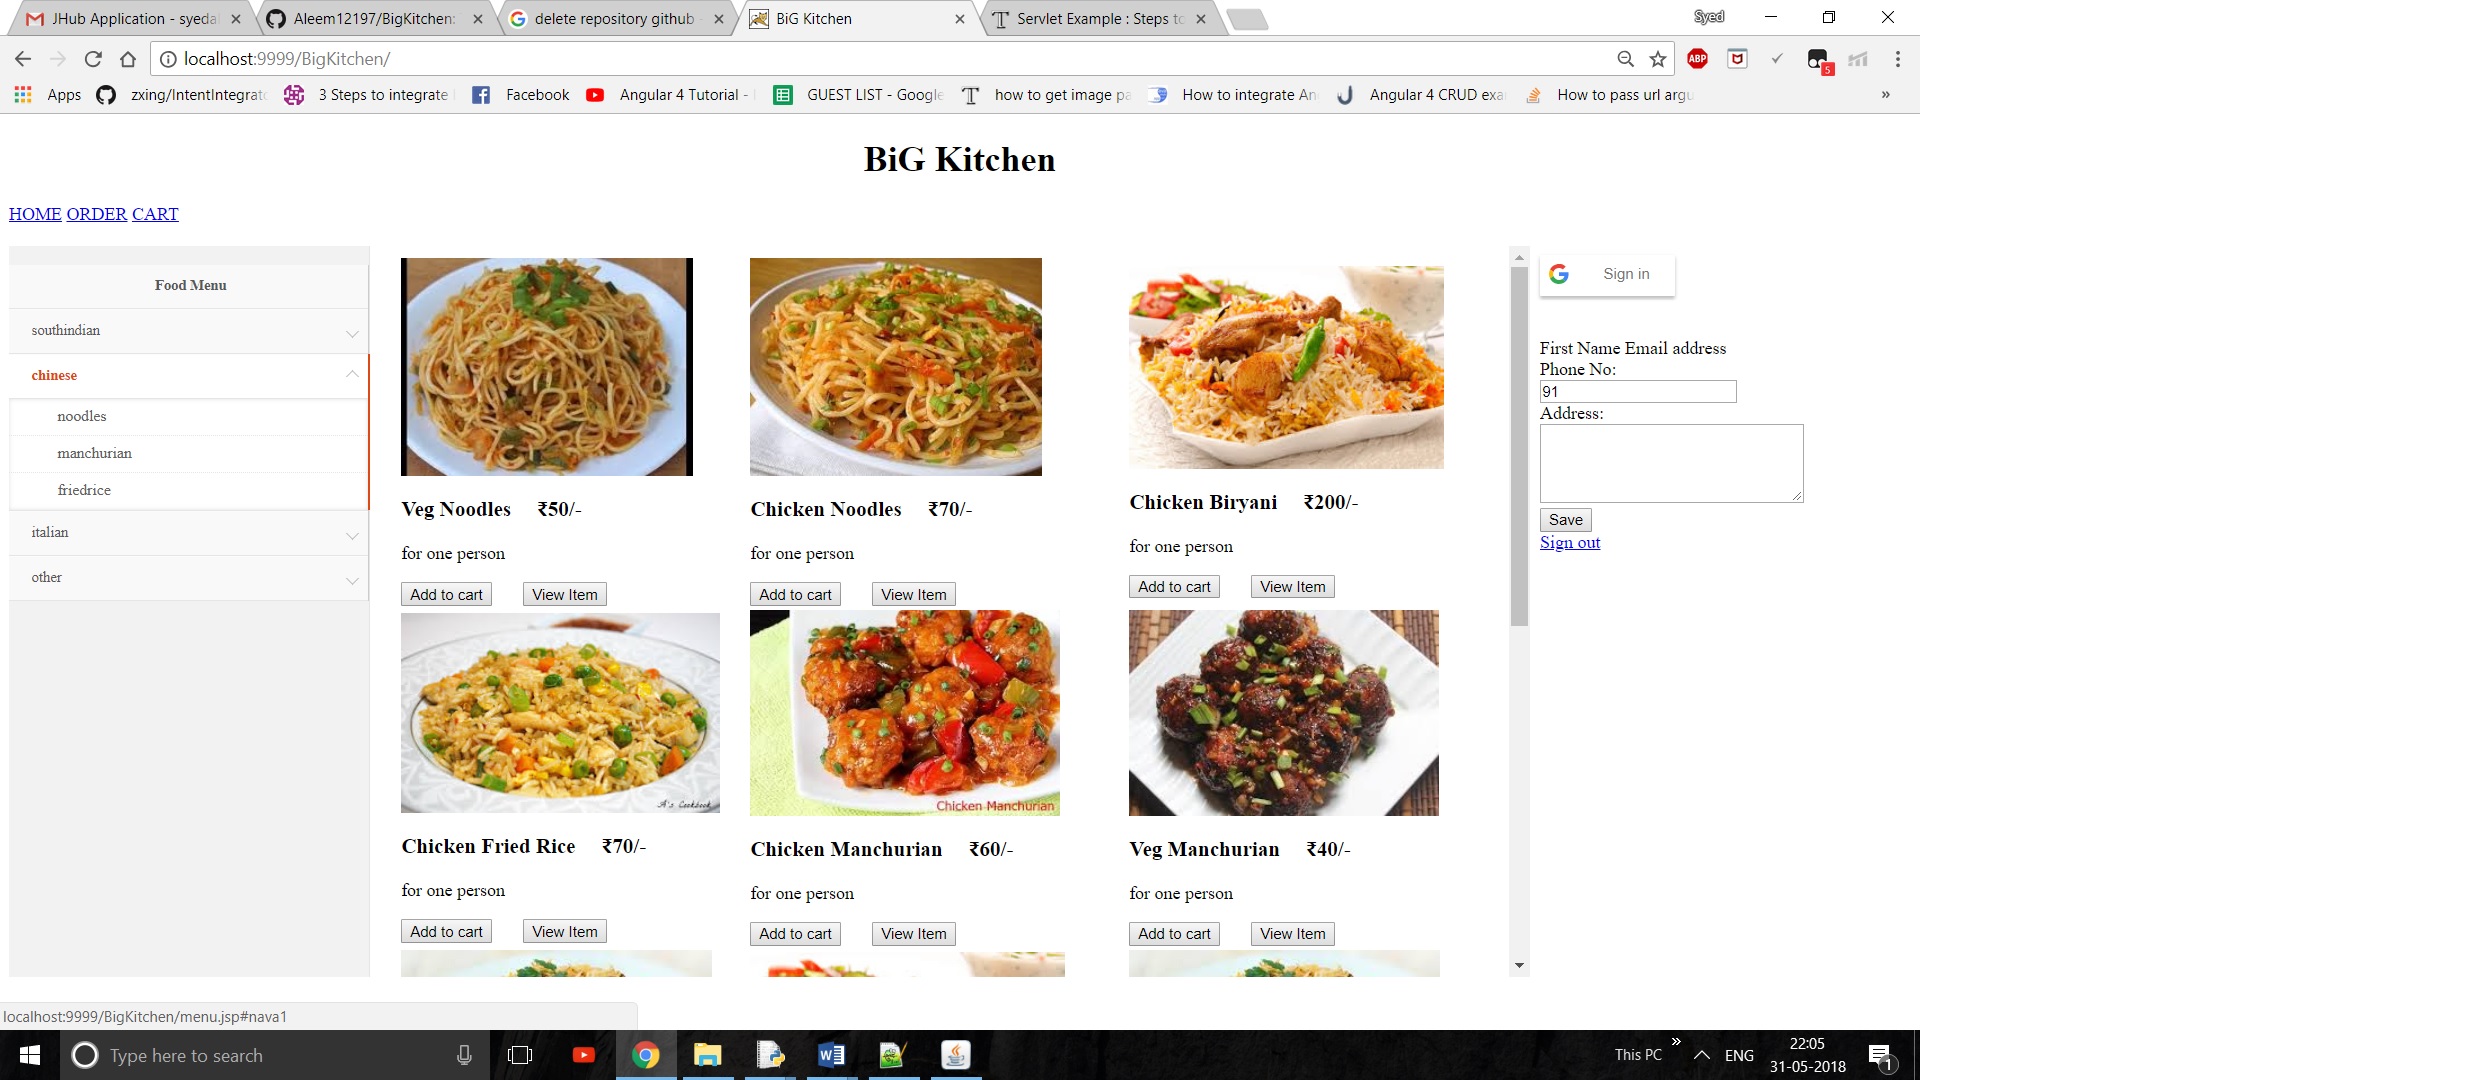 JHub Application - syeda
Aleem12197/BigKitchen:
delete repository github -
BiG Kitchen
Servlet Example : Steps to
Syed
localhost:9999/BigKitchen/
ABP
5
Apps
zxing/IntentIntegrato
3 Steps to integrate
Facebook
Angular 4 Tutorial -
GUEST LIST - Google
how to get image pa
How to integrate An
Angular 4 CRUD exa
How to pass url argu
»
BiG Kitchen
HOME ORDER CART
Food Menu
southindian
chinese
noodles
manchurian
friedrice
italian
other
Veg Noodles ₹50/-
for one person
Add to cart View Item
Chicken Noodles ₹70/-
for one person
Add to cart View Item
Chicken Biryani ₹200/-
for one person
Add to cart View Item
A's Cookbook
Chicken Fried Rice ₹70/-
for one person
Add to cart View Item
Chicken Manchurian
Chicken Manchurian ₹60/-
for one person
Add to cart View Item
Veg Manchurian ₹40/-
for one person
Add to cart View Item
Sign in
First Name Email address
Phone No:
91
Address:
Save
Sign out
localhost:9999/BigKitchen/menu.jsp#nava1
Type here to search
This PC »
ENG
22:05
31-05-2018
1